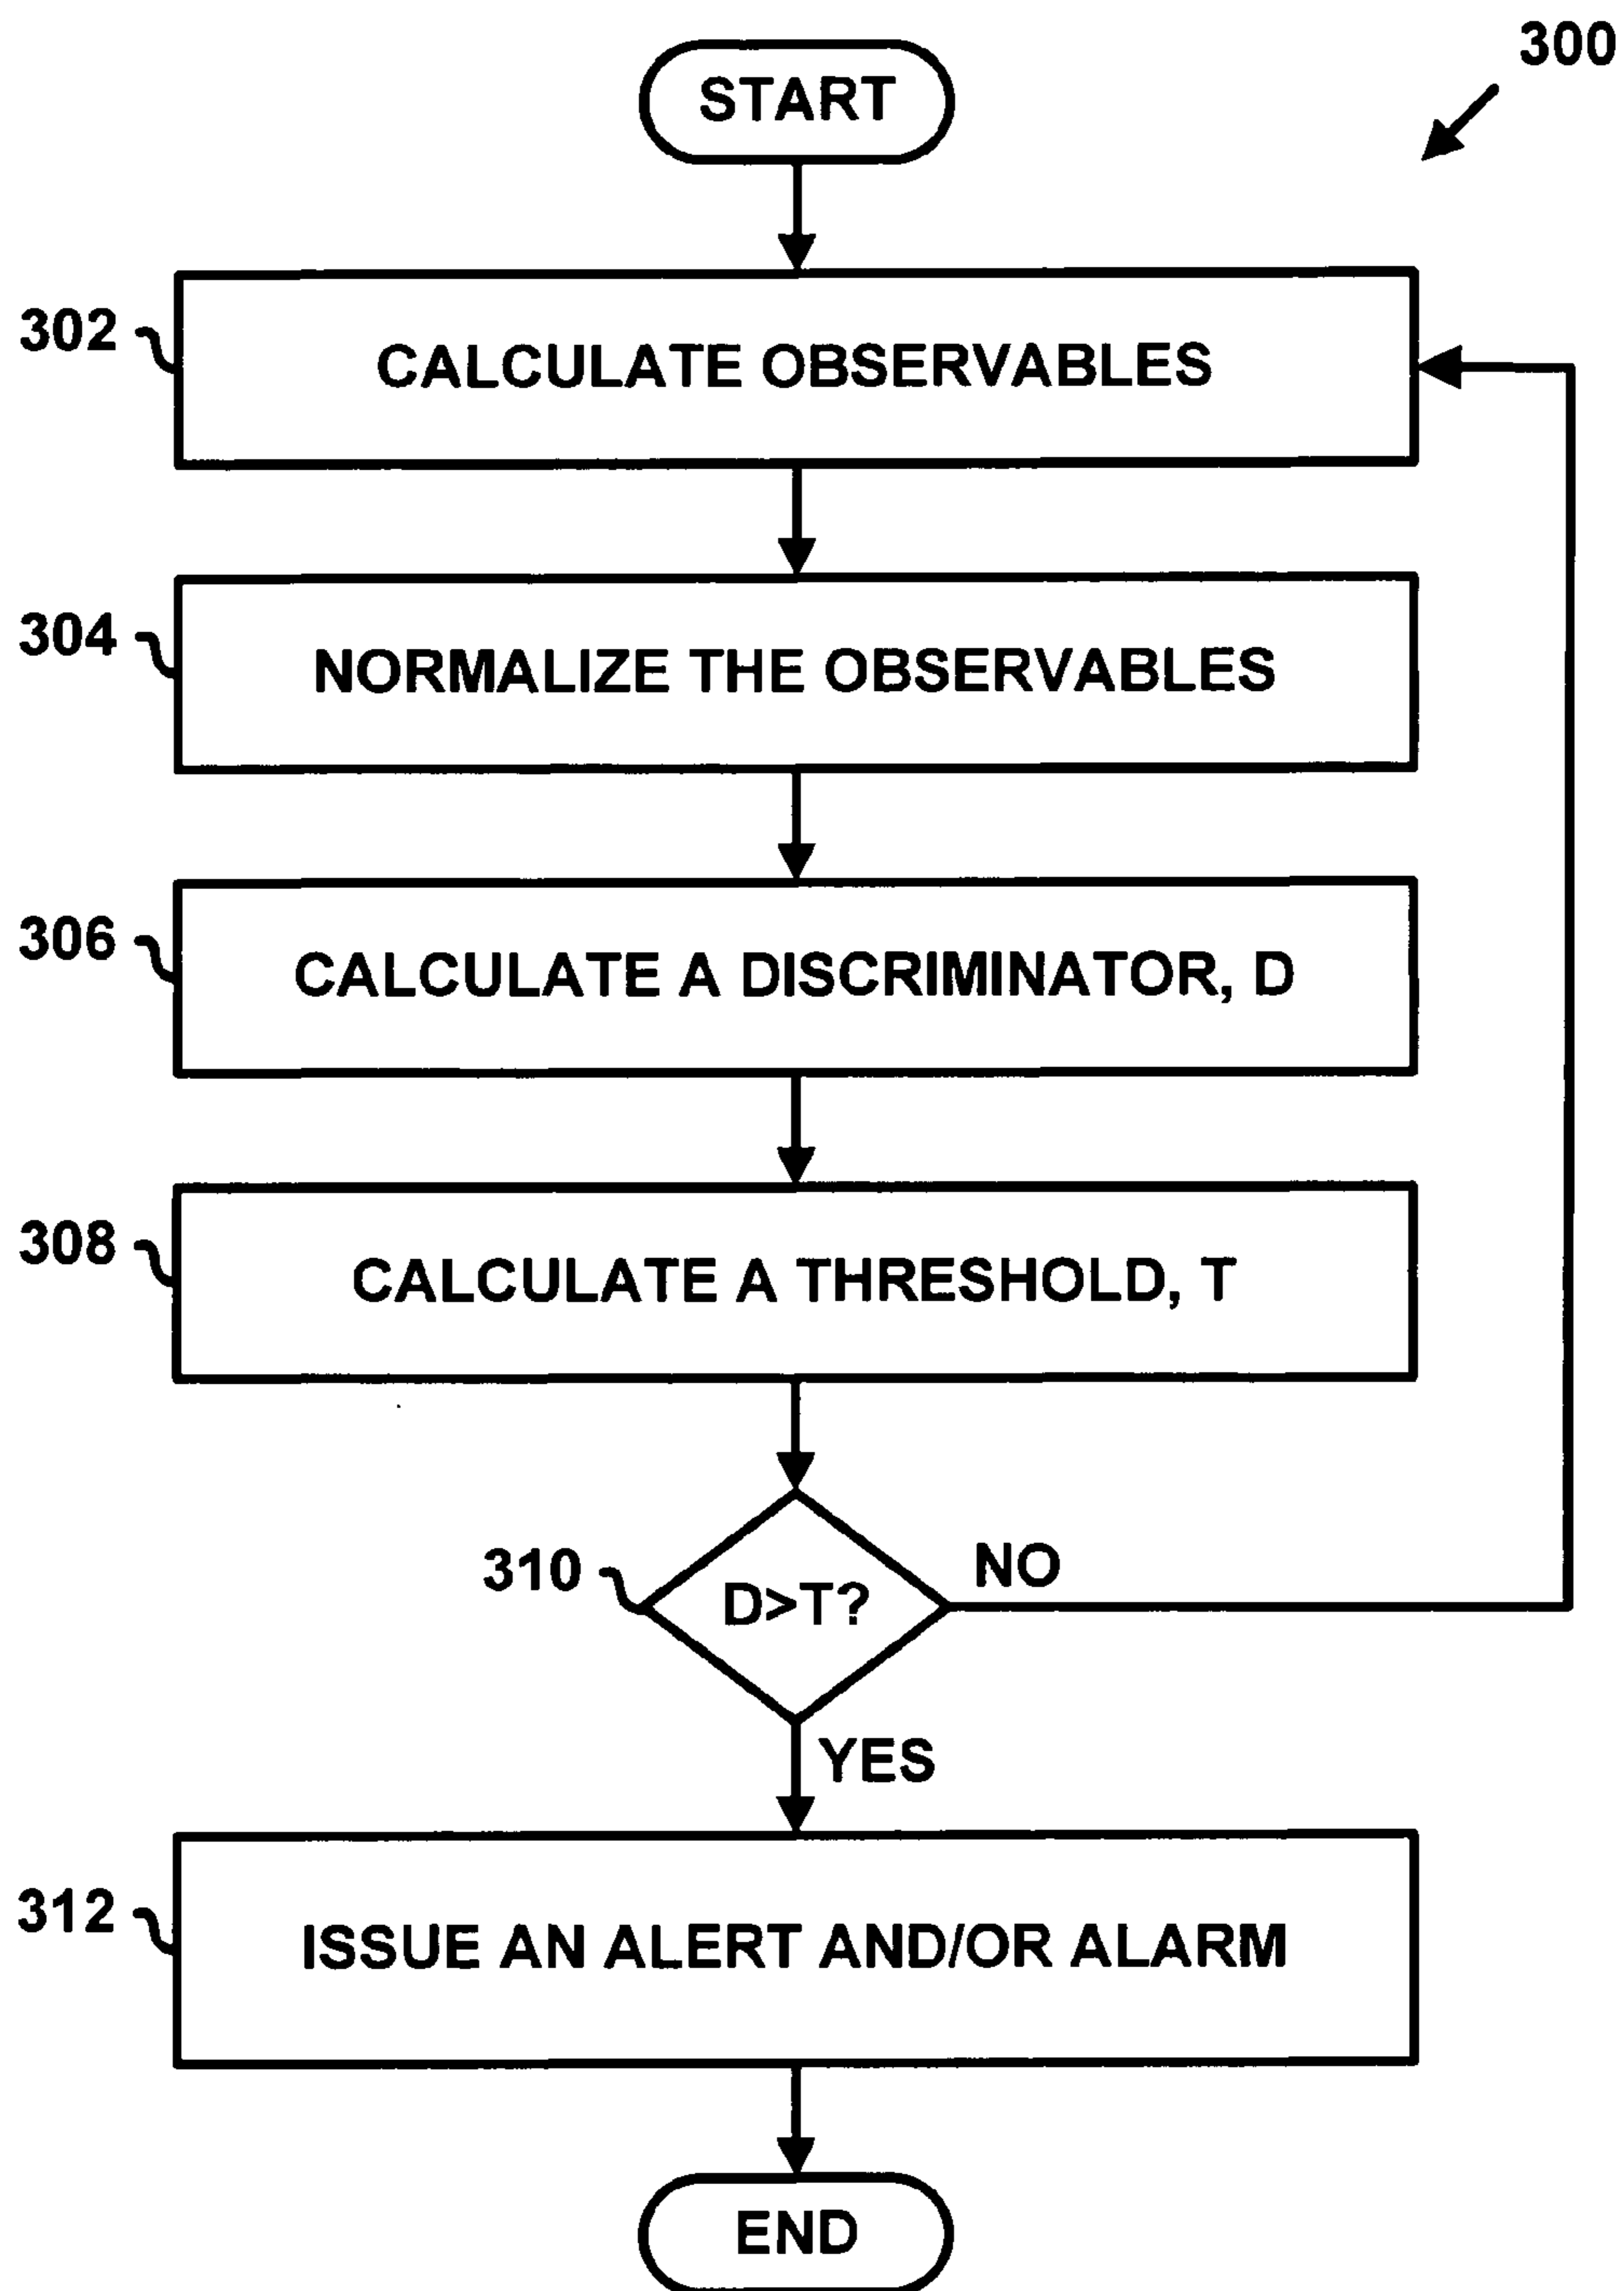 300
START
302
CALCULATE OBSERVABLES
304
NORMALIZE THE OBSERVABLES
306
CALCULATE A DISCRIMINATOR, D
308
CALCULATE A THRESHOLD, T
310
D>T?
NO
YES
312
ISSUE AN ALERT AND/OR ALARM
END